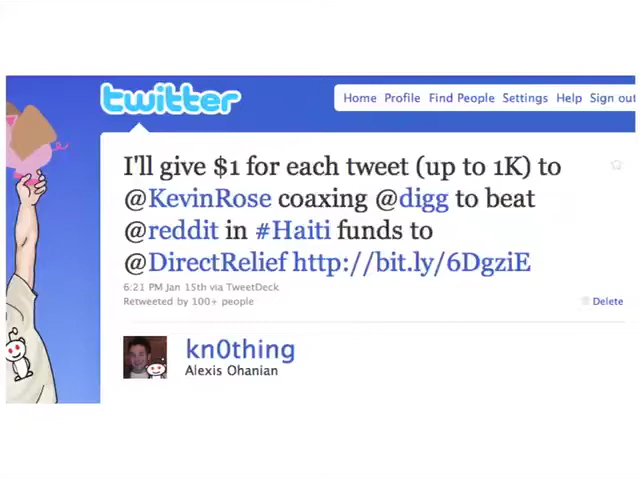 twitter
Home Profile Find People Settings Help Sign out
I'll give $1 for each tweet (up to 1K) to
@KevinRose coaxing @digg to beat
@reddit in #Haiti funds to
@DirectRelief http://bit.ly/6DgziE
6:21 PM Jan 15th via TweetDeck
Retweeted by 100+ people
Delete
kn0thing
Alexis Ohanian